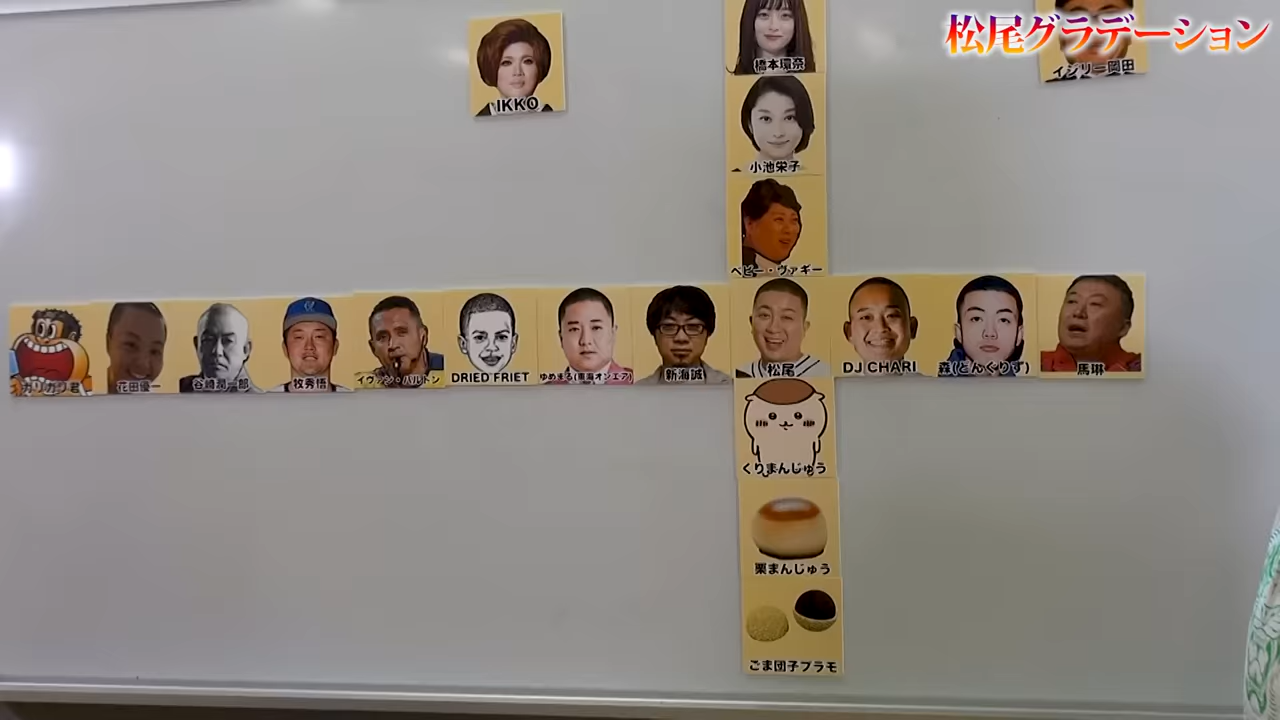 松尾グラデーション
橋本環奈
イジリー岡田
IKKO
小池栄子
ベビー・ヴァギー
ガリガリ君
花田優一
谷崎潤一郎
牧秀悟
イヴァン・バルトン
DRIED FRIET
ゆめまる(東海オンエア)
新海誠
松尾
DJ CHARI
森(どんぐりず)
馬琳
くりまんじゅう
栗まんじゅう
ごま団子プラモ